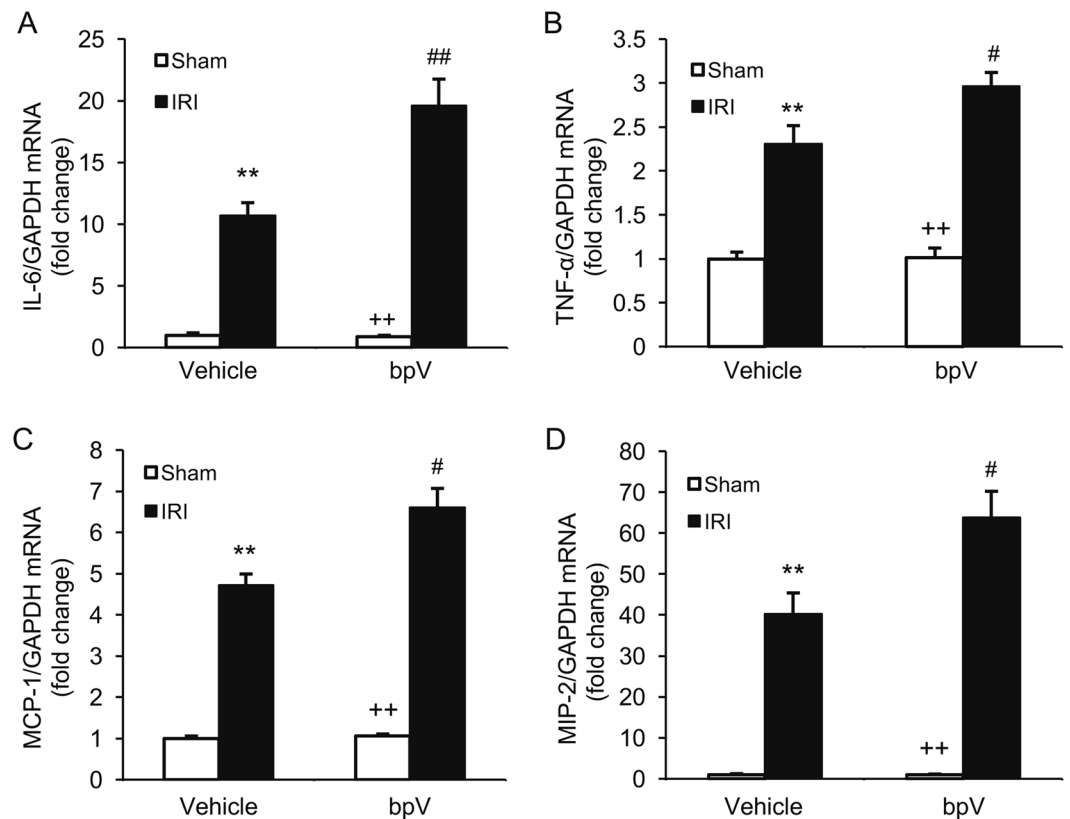 A
IL-6/GAPDH mRNA
(fold change)
25
20
15
10
5
0
Sham
IRI
**
++
##
Vehicle
bpV
B
TNF-α/GAPDH mRNA
(fold change)
3.5
3
2.5
2
1.5
1
0.5
0
Sham
IRI
**
++
#
Vehicle
bpV
C
MCP-1/GAPDH mRNA
(fold change)
8
7
6
5
4
3
2
1
0
Sham
IRI
**
++
#
Vehicle
bpV
D
MIP-2/GAPDH mRNA
(fold change)
80
70
60
50
40
30
20
10
0
Sham
IRI
**
++
#
Vehicle
bpV